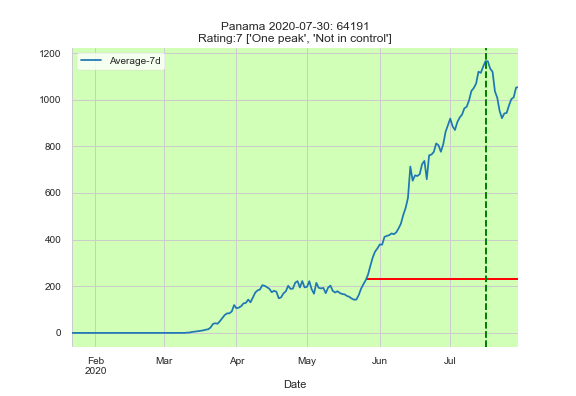 Panama 2020-07-30: 64191
Rating:7 ['One peak', 'Not in control']
Average-7d
1200
1000
800
600
400
200
0
Feb Mar Apr May Jun Jul
2020
Date